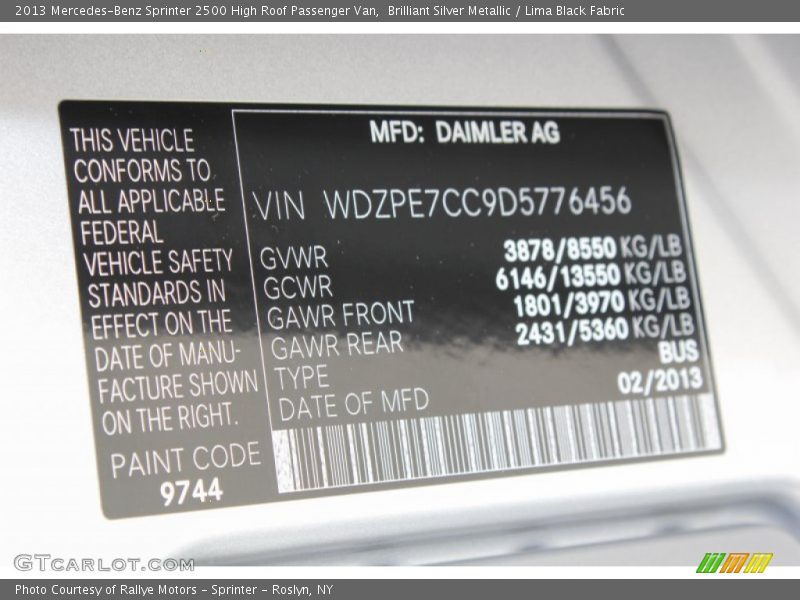 2013 Mercedes-Benz Sprinter 2500 High Roof Passenger Van, Brilliant Silver Metallic / Lima Black Fabric
THIS VEHICLE
CONFORMS TO
ALL APPLICABLE
FEDERAL
VEHICLE SAFETY
STANDARDS IN
EFFECT ON THE
DATE OF MANU-
FACTURE SHOWN
ON THE RIGHT.
PAINT CODE
9744
MFD: DAIMLER AG
VIN WDZPE7CC9D5776456
GVWR 3878/8550 KG/LB
GCWR 6146/13550 KG/LB
GAWR FRONT 1801/3970 KG/LB
GAWR REAR 2431/5360 KG/LB
TYPE BUS
DATE OF MFD 02/2013
GTCARLOT.COM
Photo Courtesy of Rallye Motors - Sprinter - Roslyn, NY